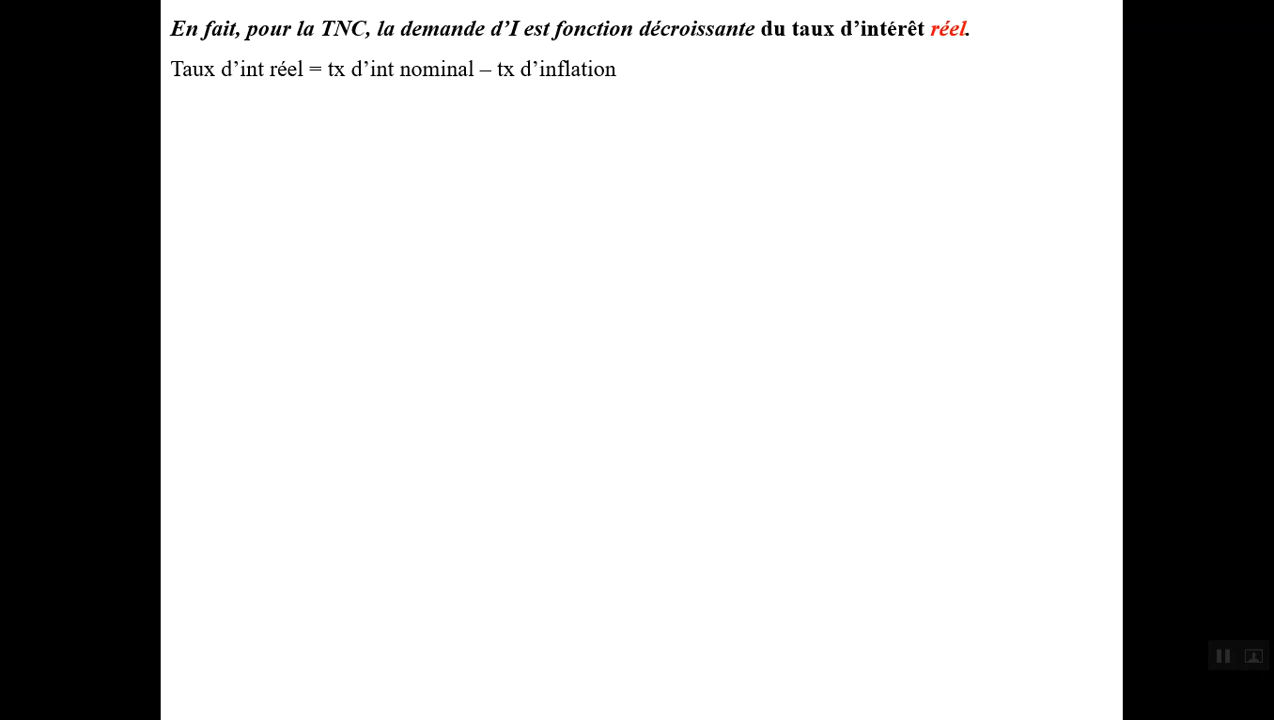 En fait, pour la TNC, la demande d’I est fonction décroissante du taux d’intérêt réel.
Taux d’int réel = tx d’int nominal – tx d’inflation